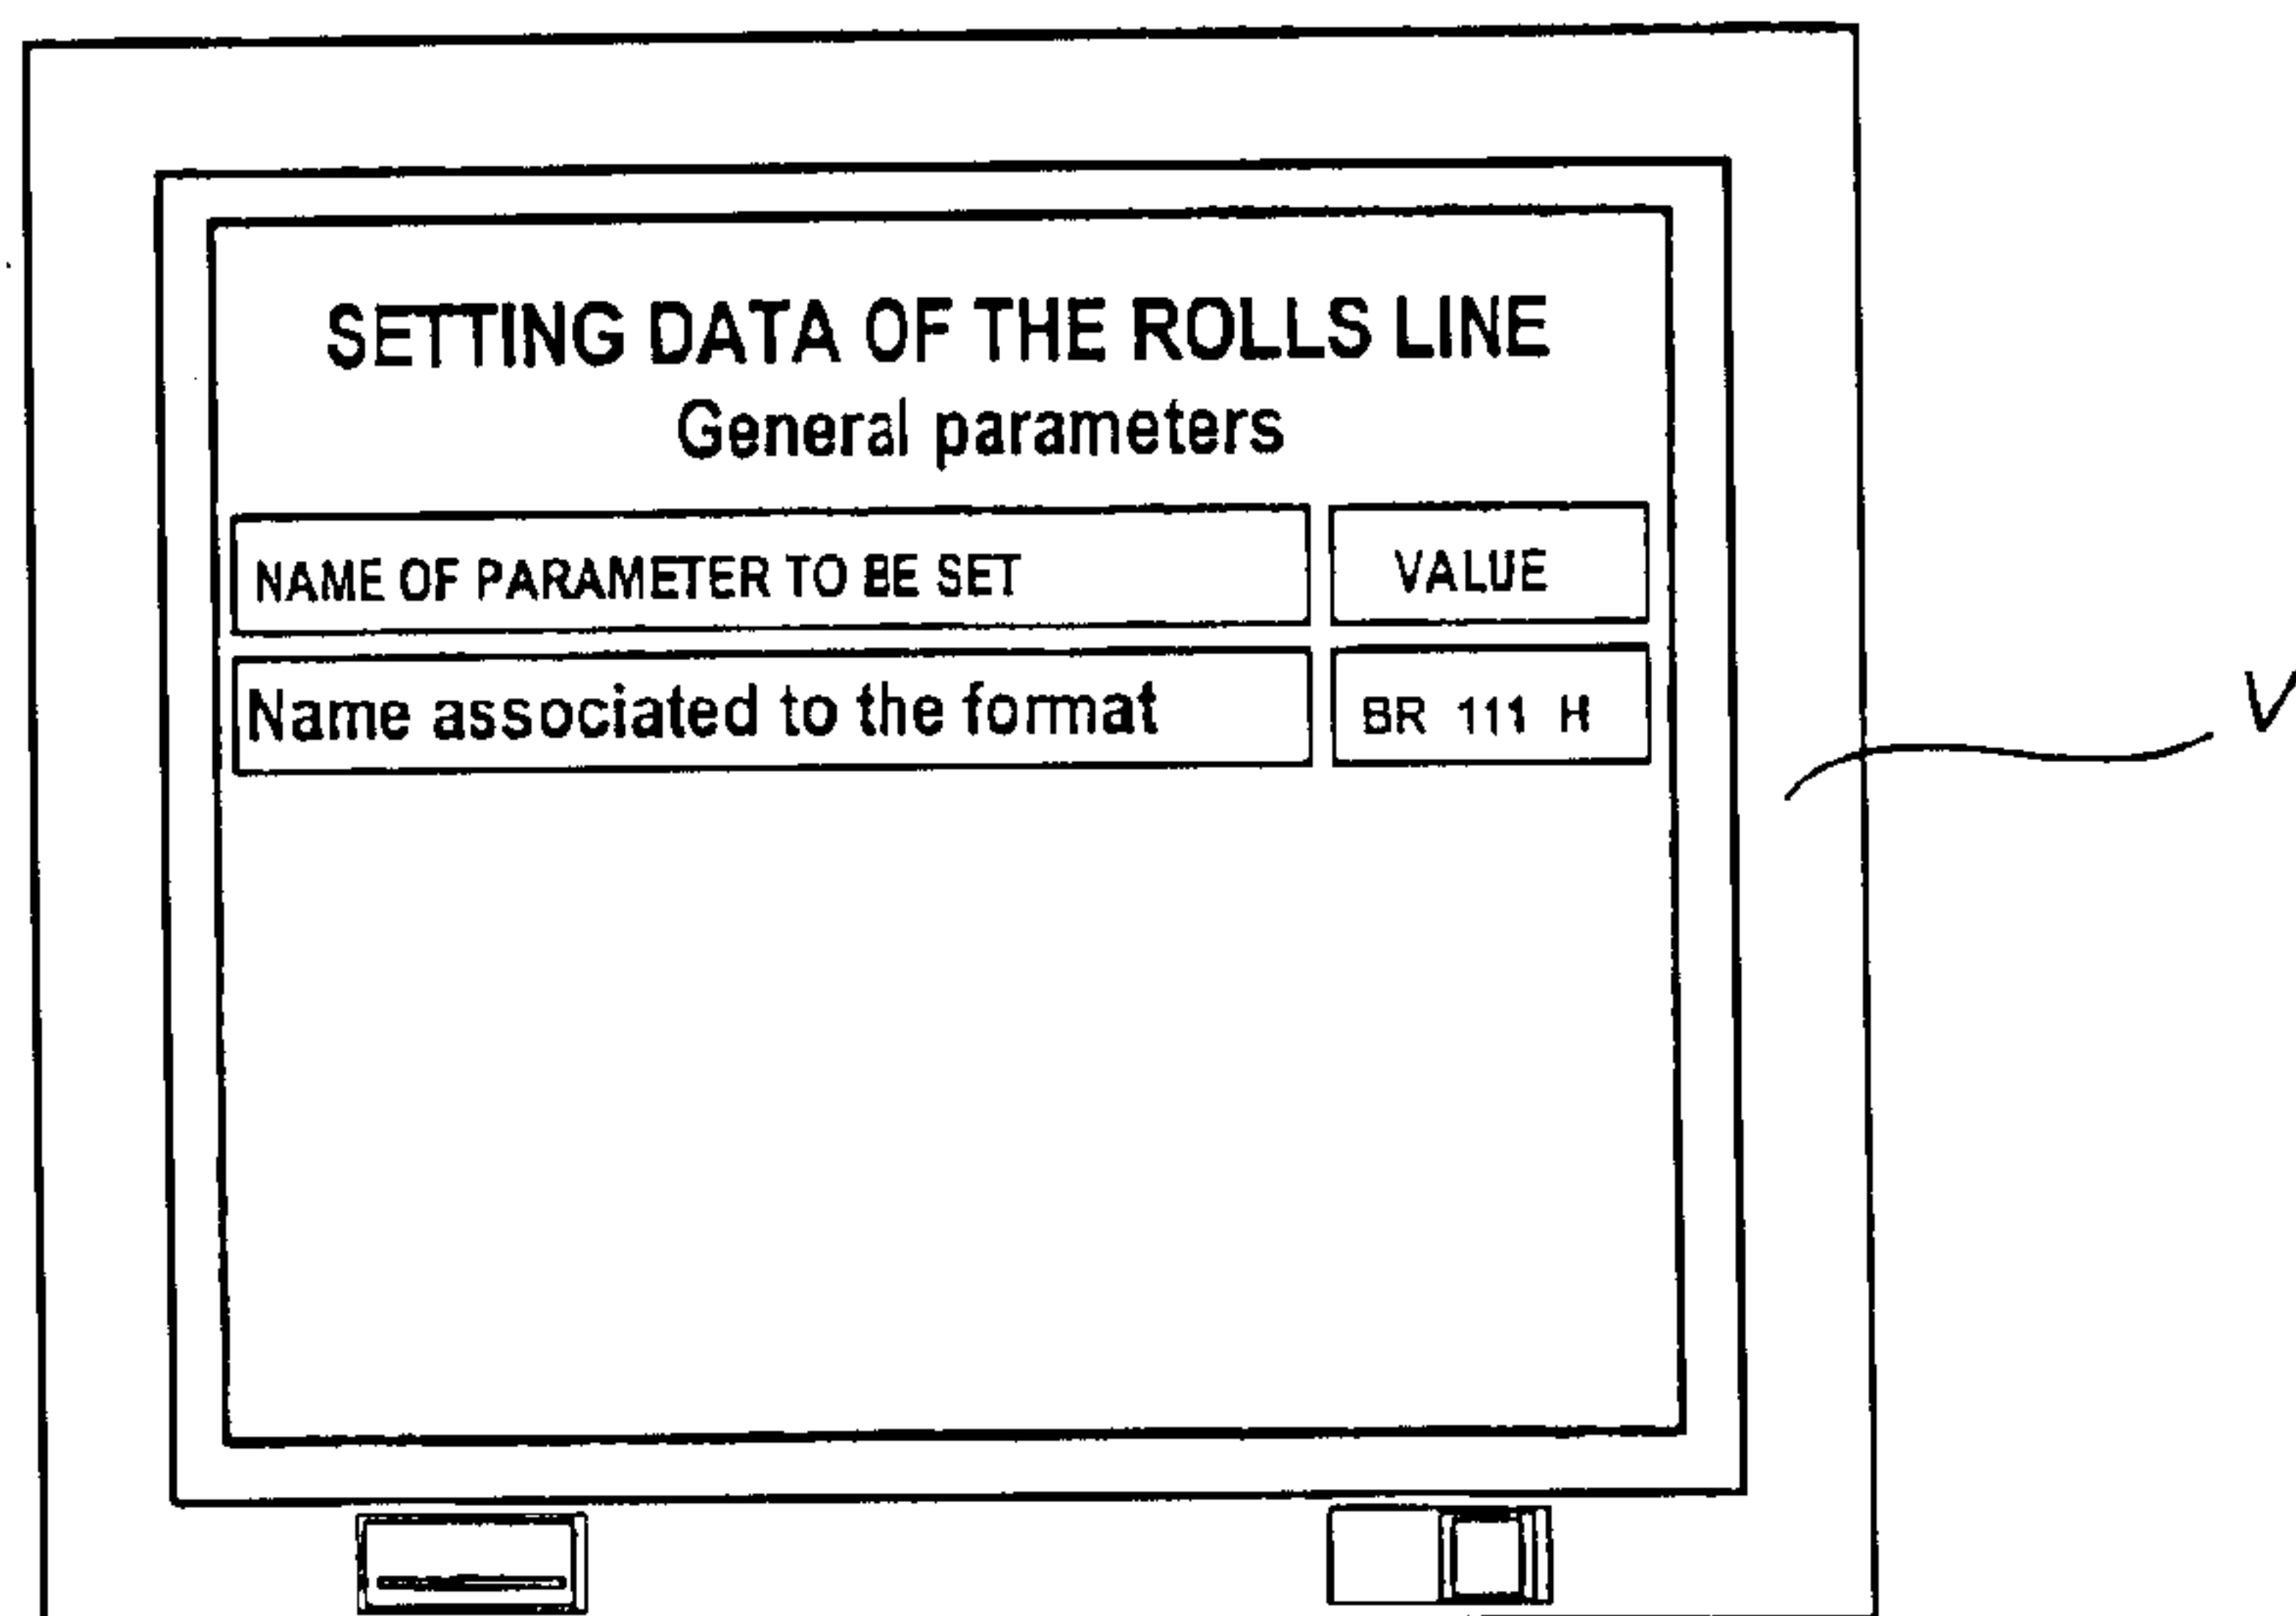 SETTING DATA OF THE ROLLS LINE
General parameters
NAME OF PARAMETER TO BE SET VALUE
Name associated to the format BR 111 H
V